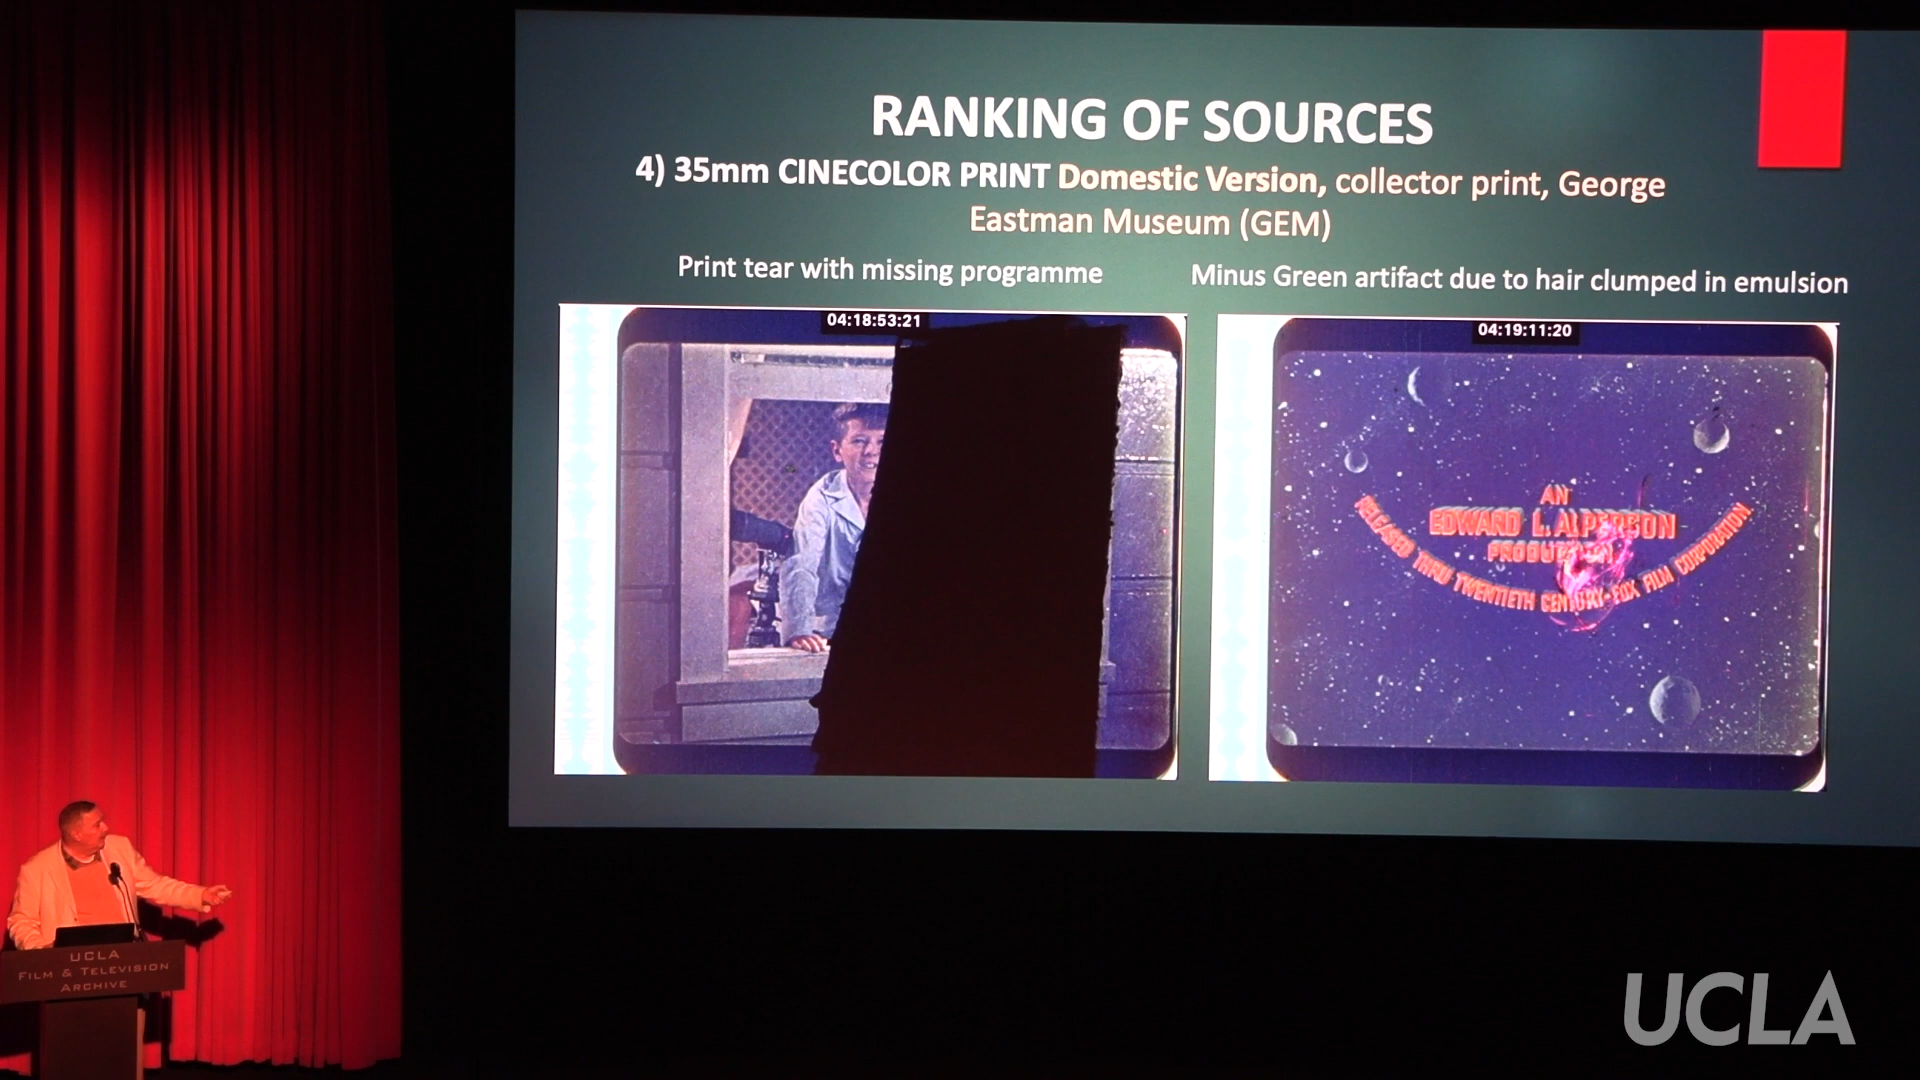 RANKING OF SOURCES
4) 35mm CINECOLOR PRINT Domestic Version, collector print, George
Eastman Museum (GEM)
Print tear with missing programme
Minus Green artifact due to hair clumped in emulsion
04:18:53:21
04:19:11:20
AN
EDWARD L. ALPERSON
PRODUCTION
RELEASED THRU TWENTIETH CENTURY-FOX FILM CORPORATION
UCLA
FILM & TELEVISION
ARCHIVE
UCLA